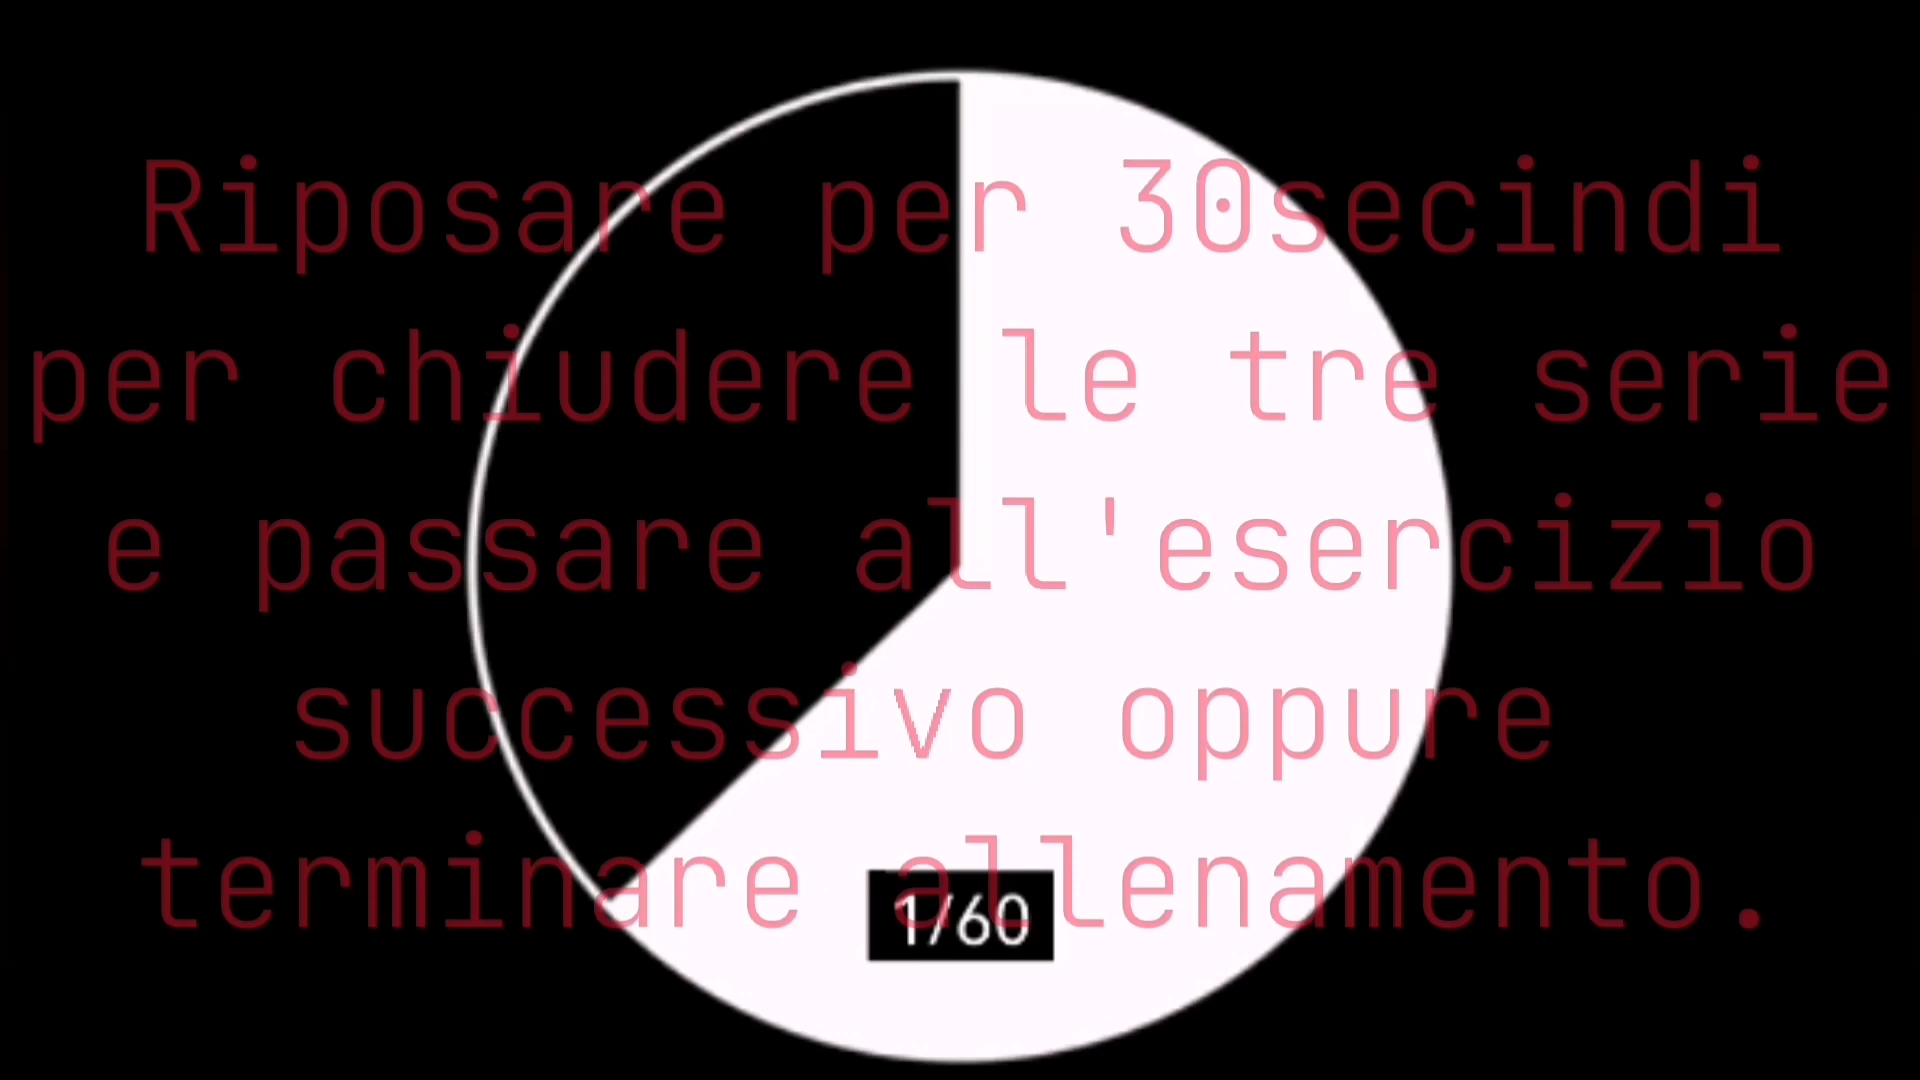 Riposare per 30secindi
per chiudere le tre serie
e passare all'esercizio
successivo oppure
terminare allenamento.
1/60